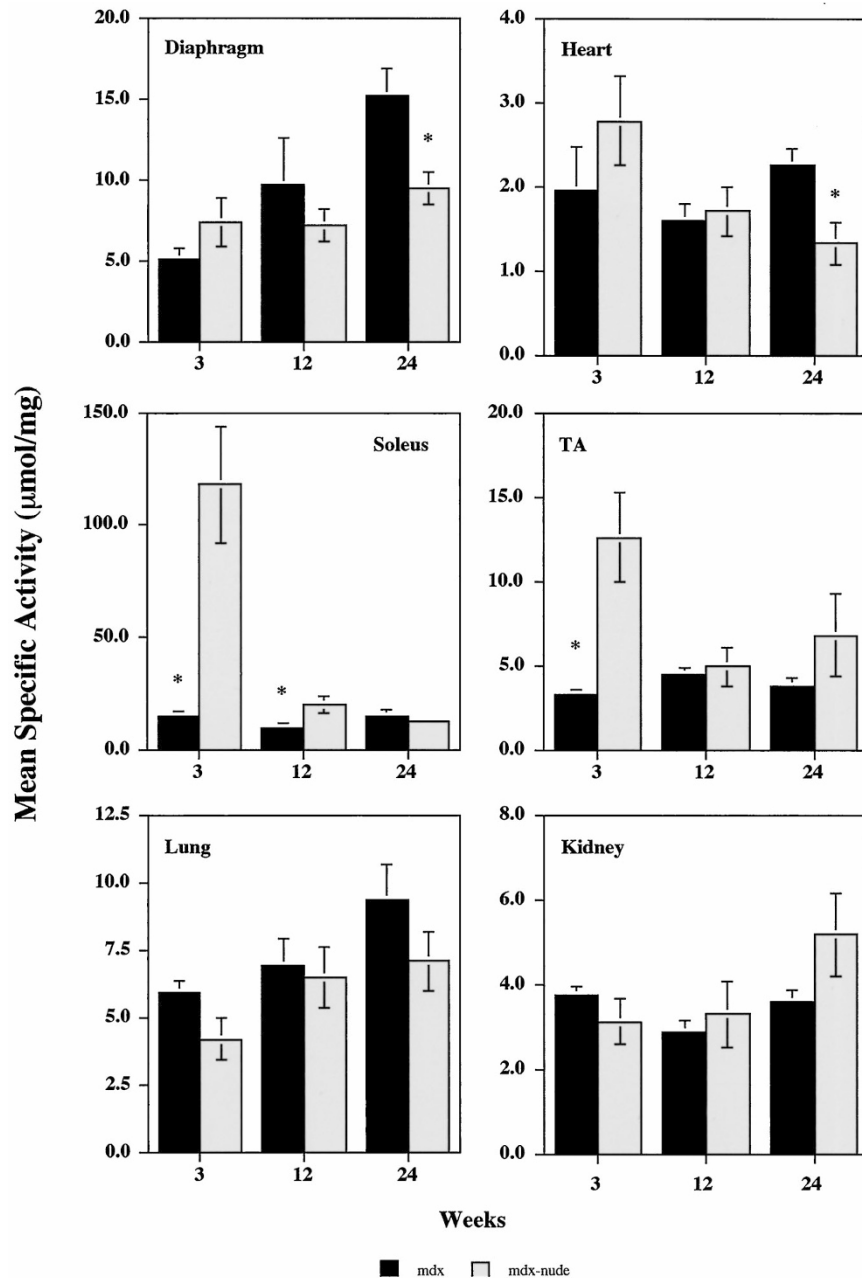 20.0
15.0
10.0
5.0
0.0
Diaphragm
*
3 12 24
4.0
3.0
2.0
1.0
0.0
Heart
*
3 12 24
150.0
100.0
50.0
0.0
Soleus
* *
3 12 24
20.0
15.0
10.0
5.0
0.0
TA
*
3 12 24
12.5
10.0
7.5
5.0
2.5
0.0
Lung
3 12 24
8.0
6.0
4.0
2.0
0.0
Kidney
3 12 24
Mean Specific Activity (μmol/mg)
Weeks
mdx mdx-nude